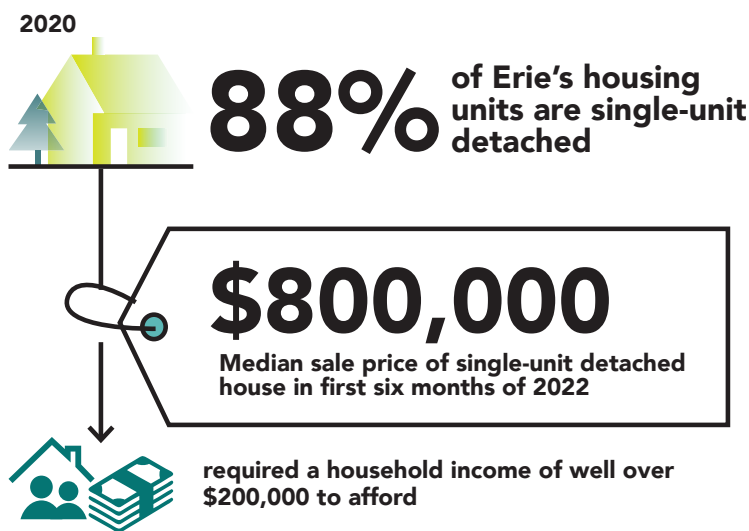 2020
88%
of Erie's housing
units are single-unit
detached
$800,000
Median sale price of single-unit detached
house in first six months of 2022
required a household income of well over
$200,000 to afford